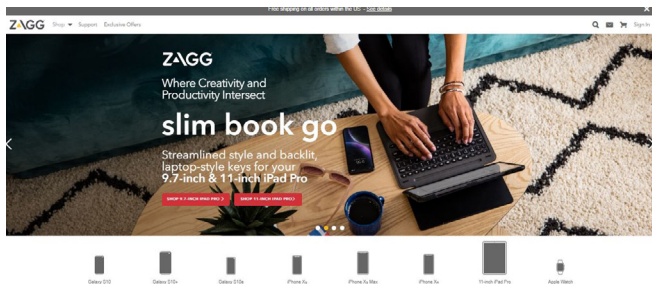 Free shipping on all orders within the US - See details
ZAGG Shop Support Exclusive Offers Sign In
ZAGG
Where Creativity and
Productivity Intersect
slim book go
Streamlined style and backlit,
laptop-style keys for your
9.7-inch & 11-inch iPad Pro
SHOP 9.7-INCH IPAD PRO > SHOP 11-INCH IPAD PRO >
Galaxy S10 Galaxy S10+ Galaxy S10e iPhone Xs iPhone Xs Max iPhone Xr 11-inch iPad Pro Apple Watch